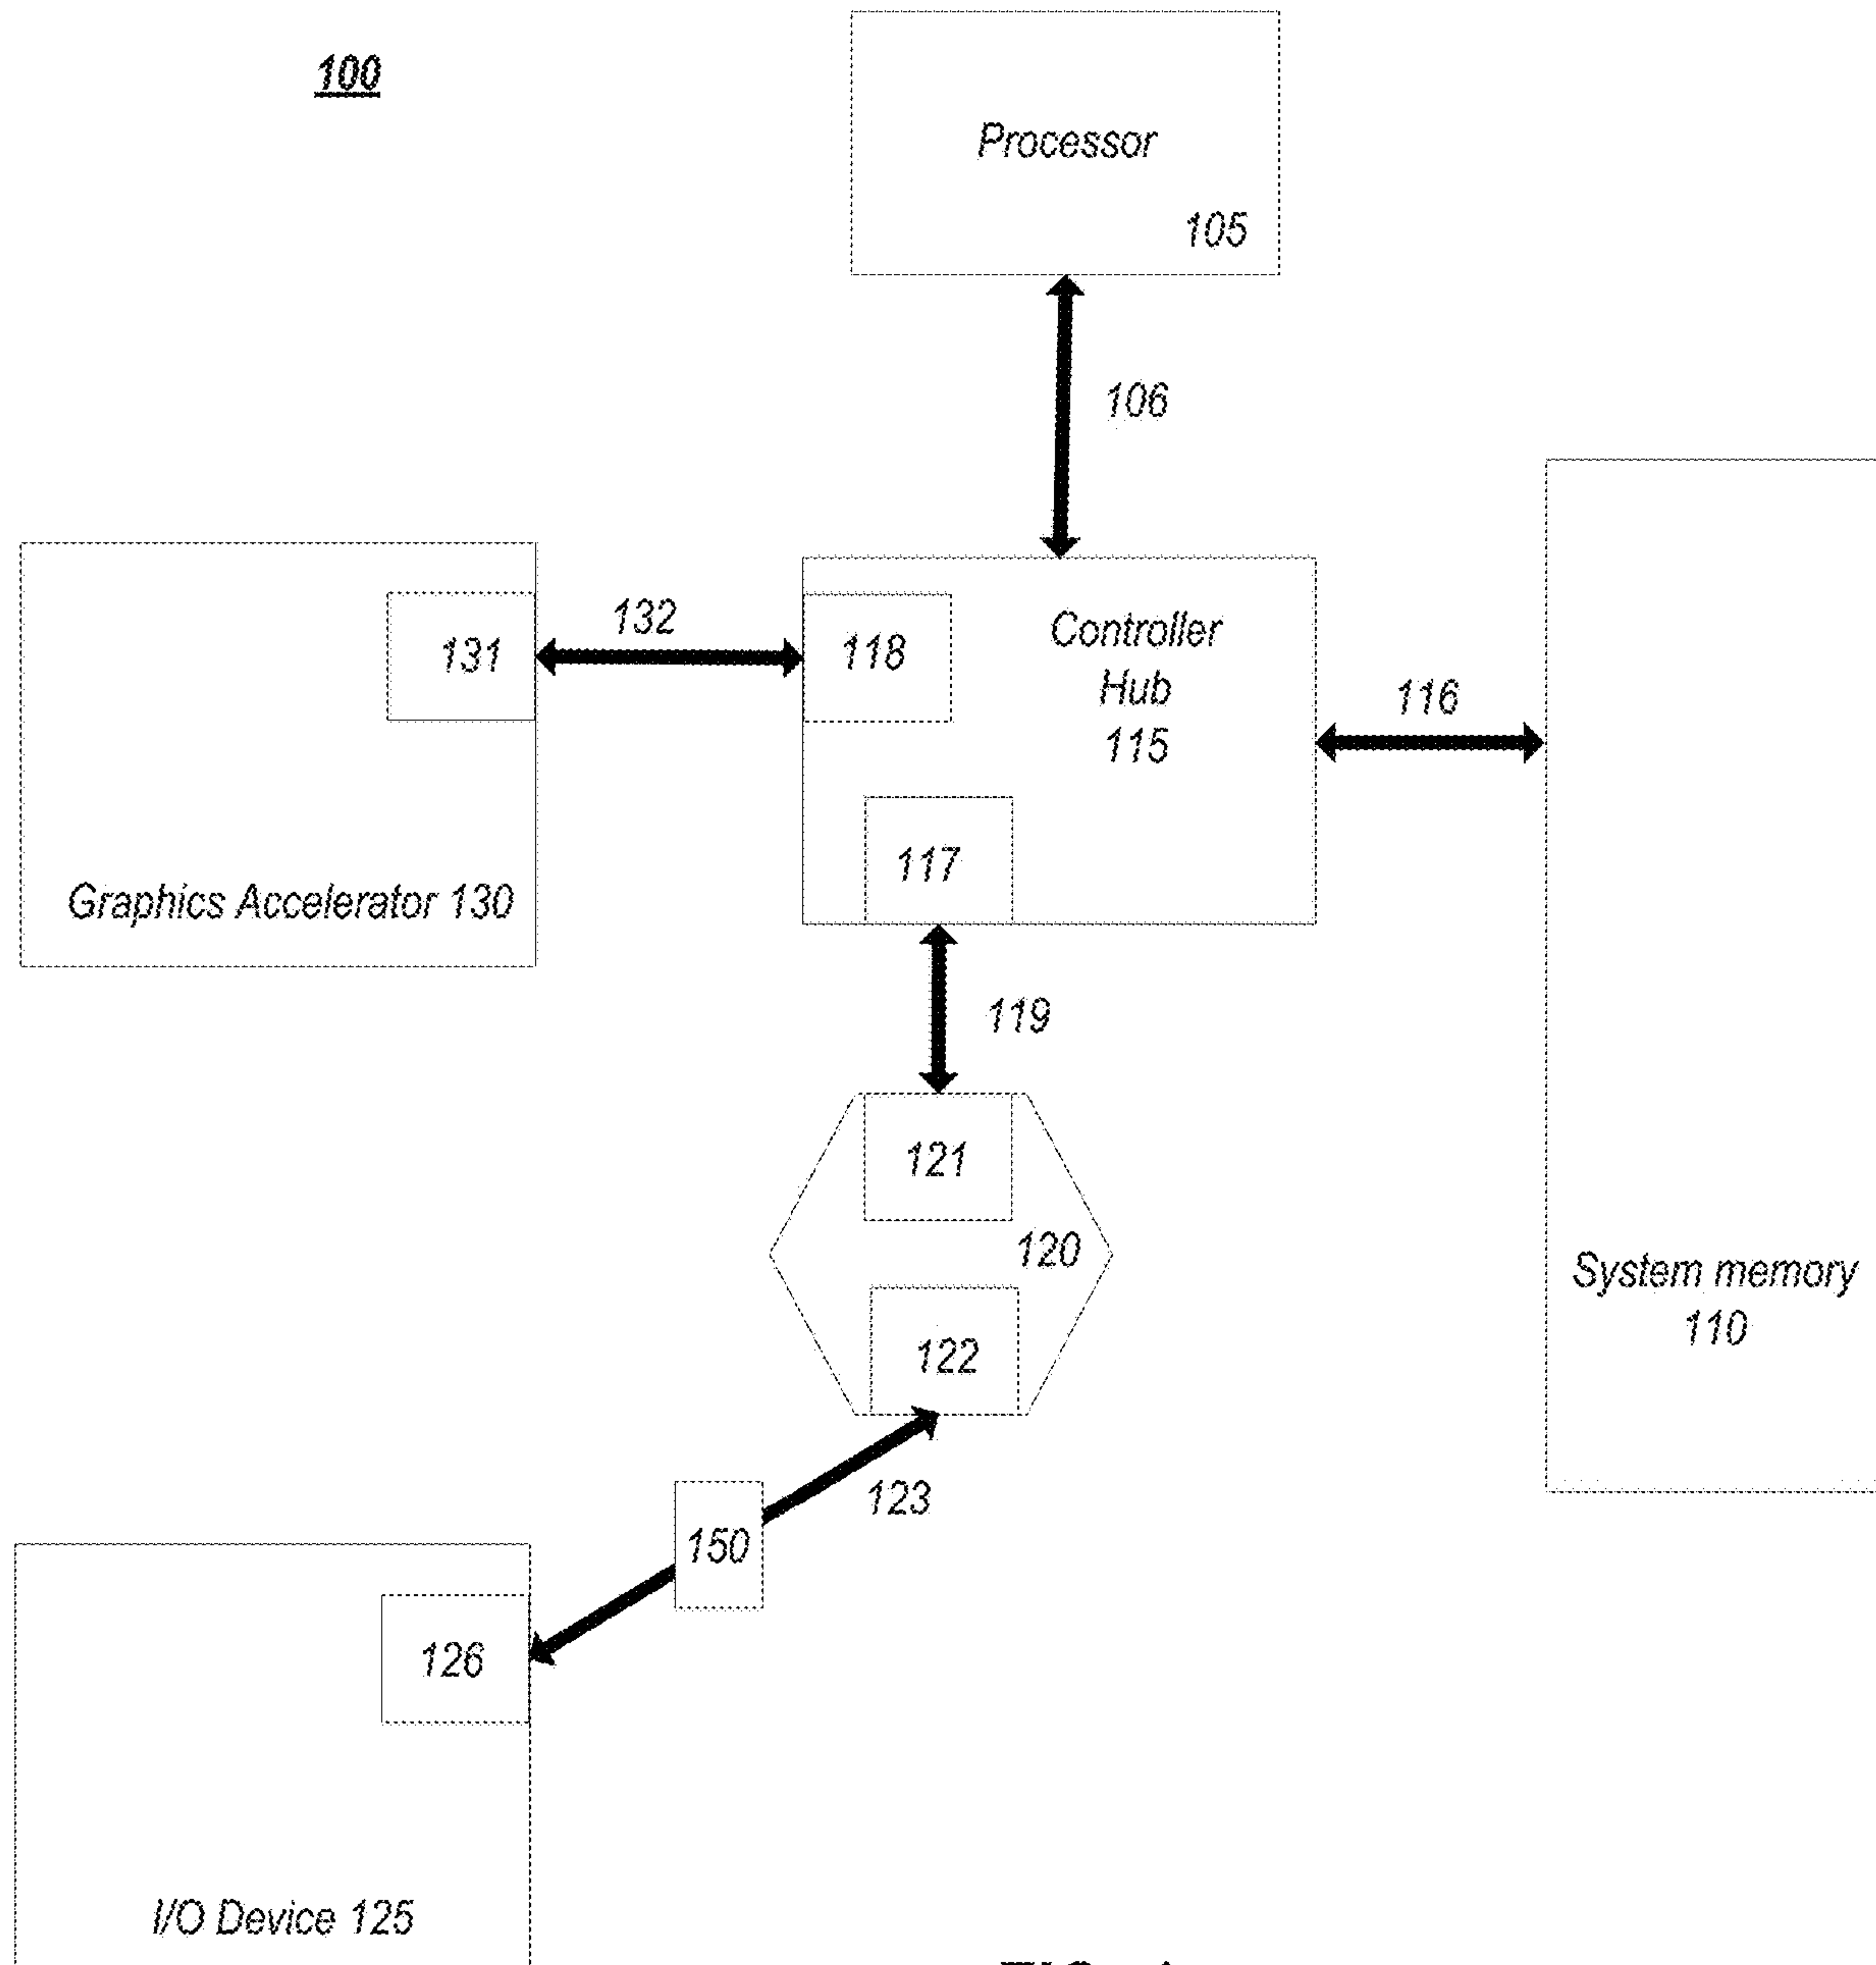 100
Processor
105
106
132
131
118
Controller
Hub
115
116
117
Graphics Accelerator 130
119
121
120
System memory
110
122
123
150
126
I/O Device 125